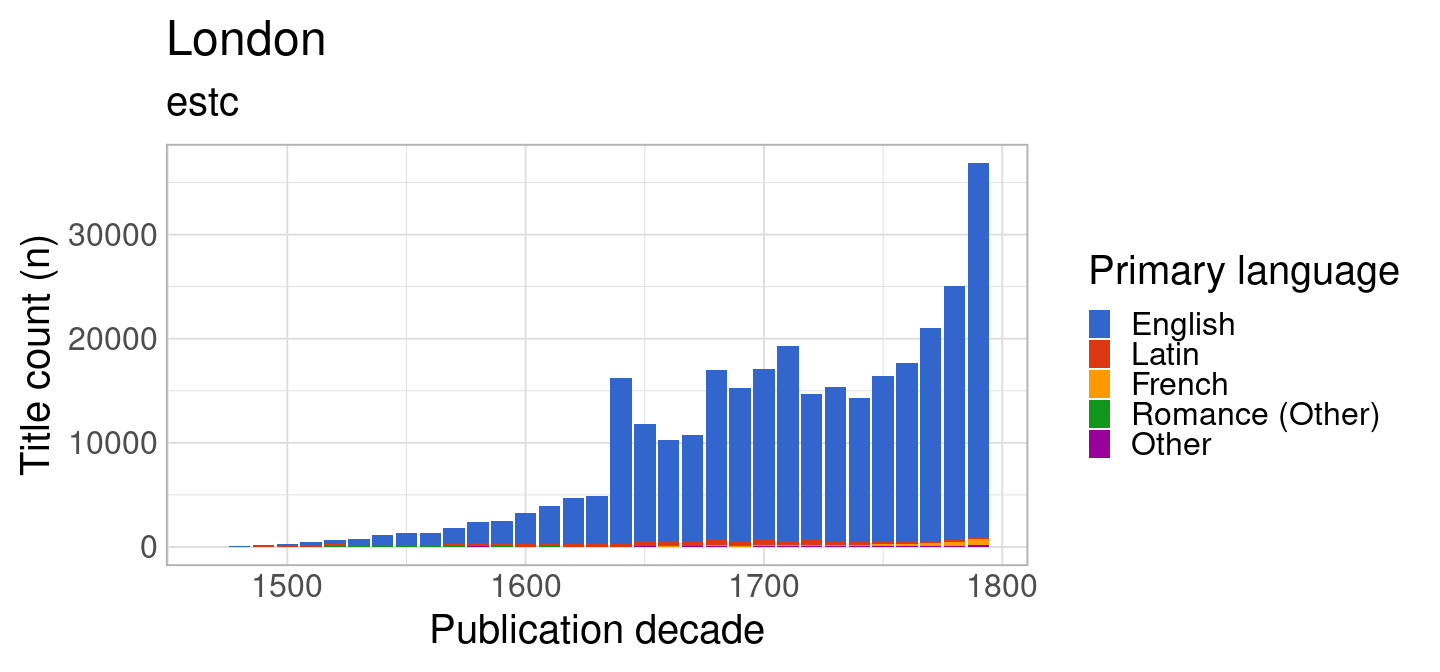 London
estc
30000
20000
10000
0
Title count (n)
1500 1600 1700 1800
Publication decade
Primary language
English
Latin
French
Romance (Other)
Other